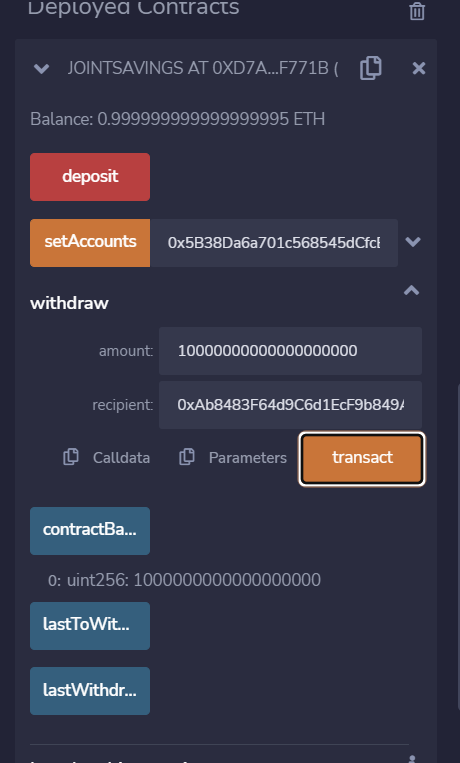 Deployed Contracts
JOINTSAVINGS AT 0XD7A...F771B (
Balance: 0.999999999999999995 ETH
deposit
setAccounts 0x5B38Da6a701c568545dCfcB
withdraw
amount: 10000000000000000000
recipient: 0xAb8483F64d9C6d1EcF9b849A
Calldata Parameters transact
contractBa...
0: uint256: 1000000000000000000
lastToWit...
lastWithdr...